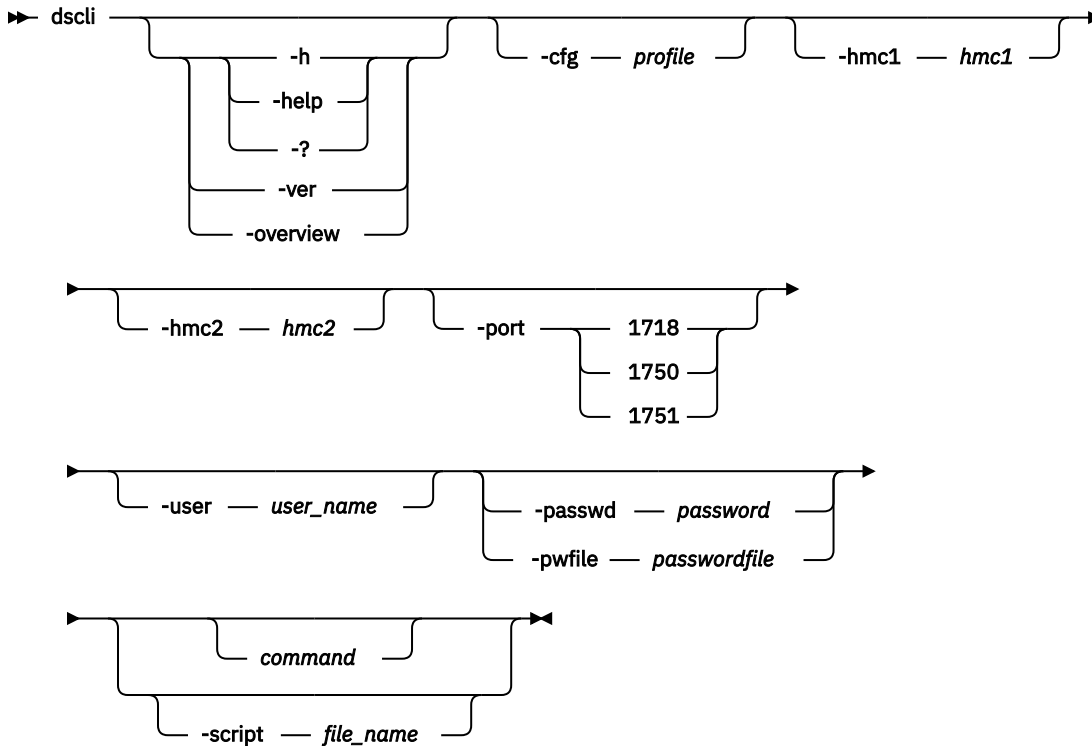 dscli
-h -cfg profile -hmc1 hmc1
-help
-?
-ver
-overview
-hmc2 hmc2 -port 1718
1750
1751
-user user_name -passwd password
-pwfile passwordfile
command
-script file_name